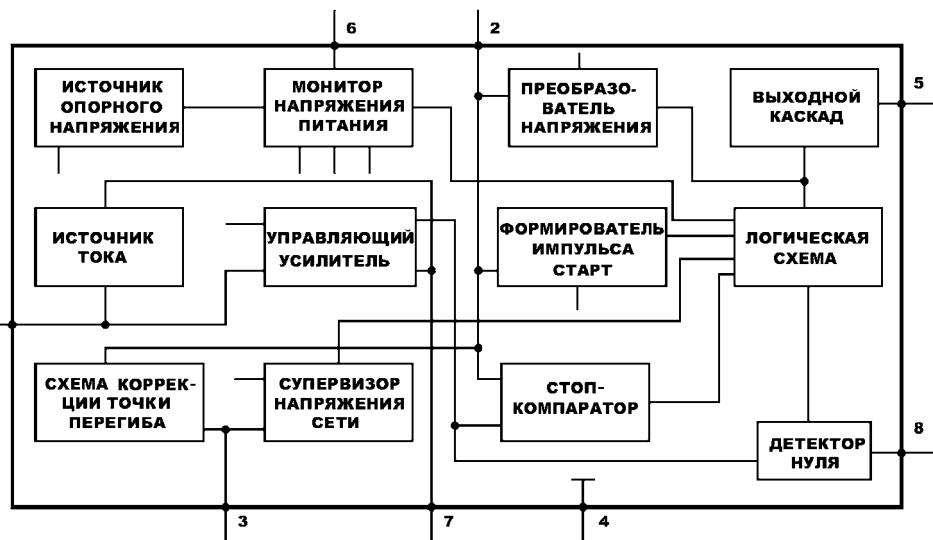 6
2
ИСТОЧНИК
ОПОРНОГО
НАПРЯЖЕНИЯ
МОНИТОР
НАПРЯЖЕНИЯ
ПИТАНИЯ
ПРЕОБРАЗО-
ВАТЕЛЬ
НАПРЯЖЕНИЯ
ВЫХОДНОЙ
КАСКАД
5
ИСТОЧНИК
ТОКА
УПРАВЛЯЮЩИЙ
УСИЛИТЕЛЬ
ФОРМИРОВАТЕЛЬ
ИМПУЛЬСА
СТАРТ
ЛОГИЧЕСКАЯ
СХЕМА
СХЕМА КОРРЕК-
ЦИИ ТОЧКИ
ПЕРЕГИБА
СУПЕРВИЗОР
НАПРЯЖЕНИЯ
СЕТИ
СТОП-
КОМПАРАТОР
ДЕТЕКТОР
НУЛЯ
8
3
7
4